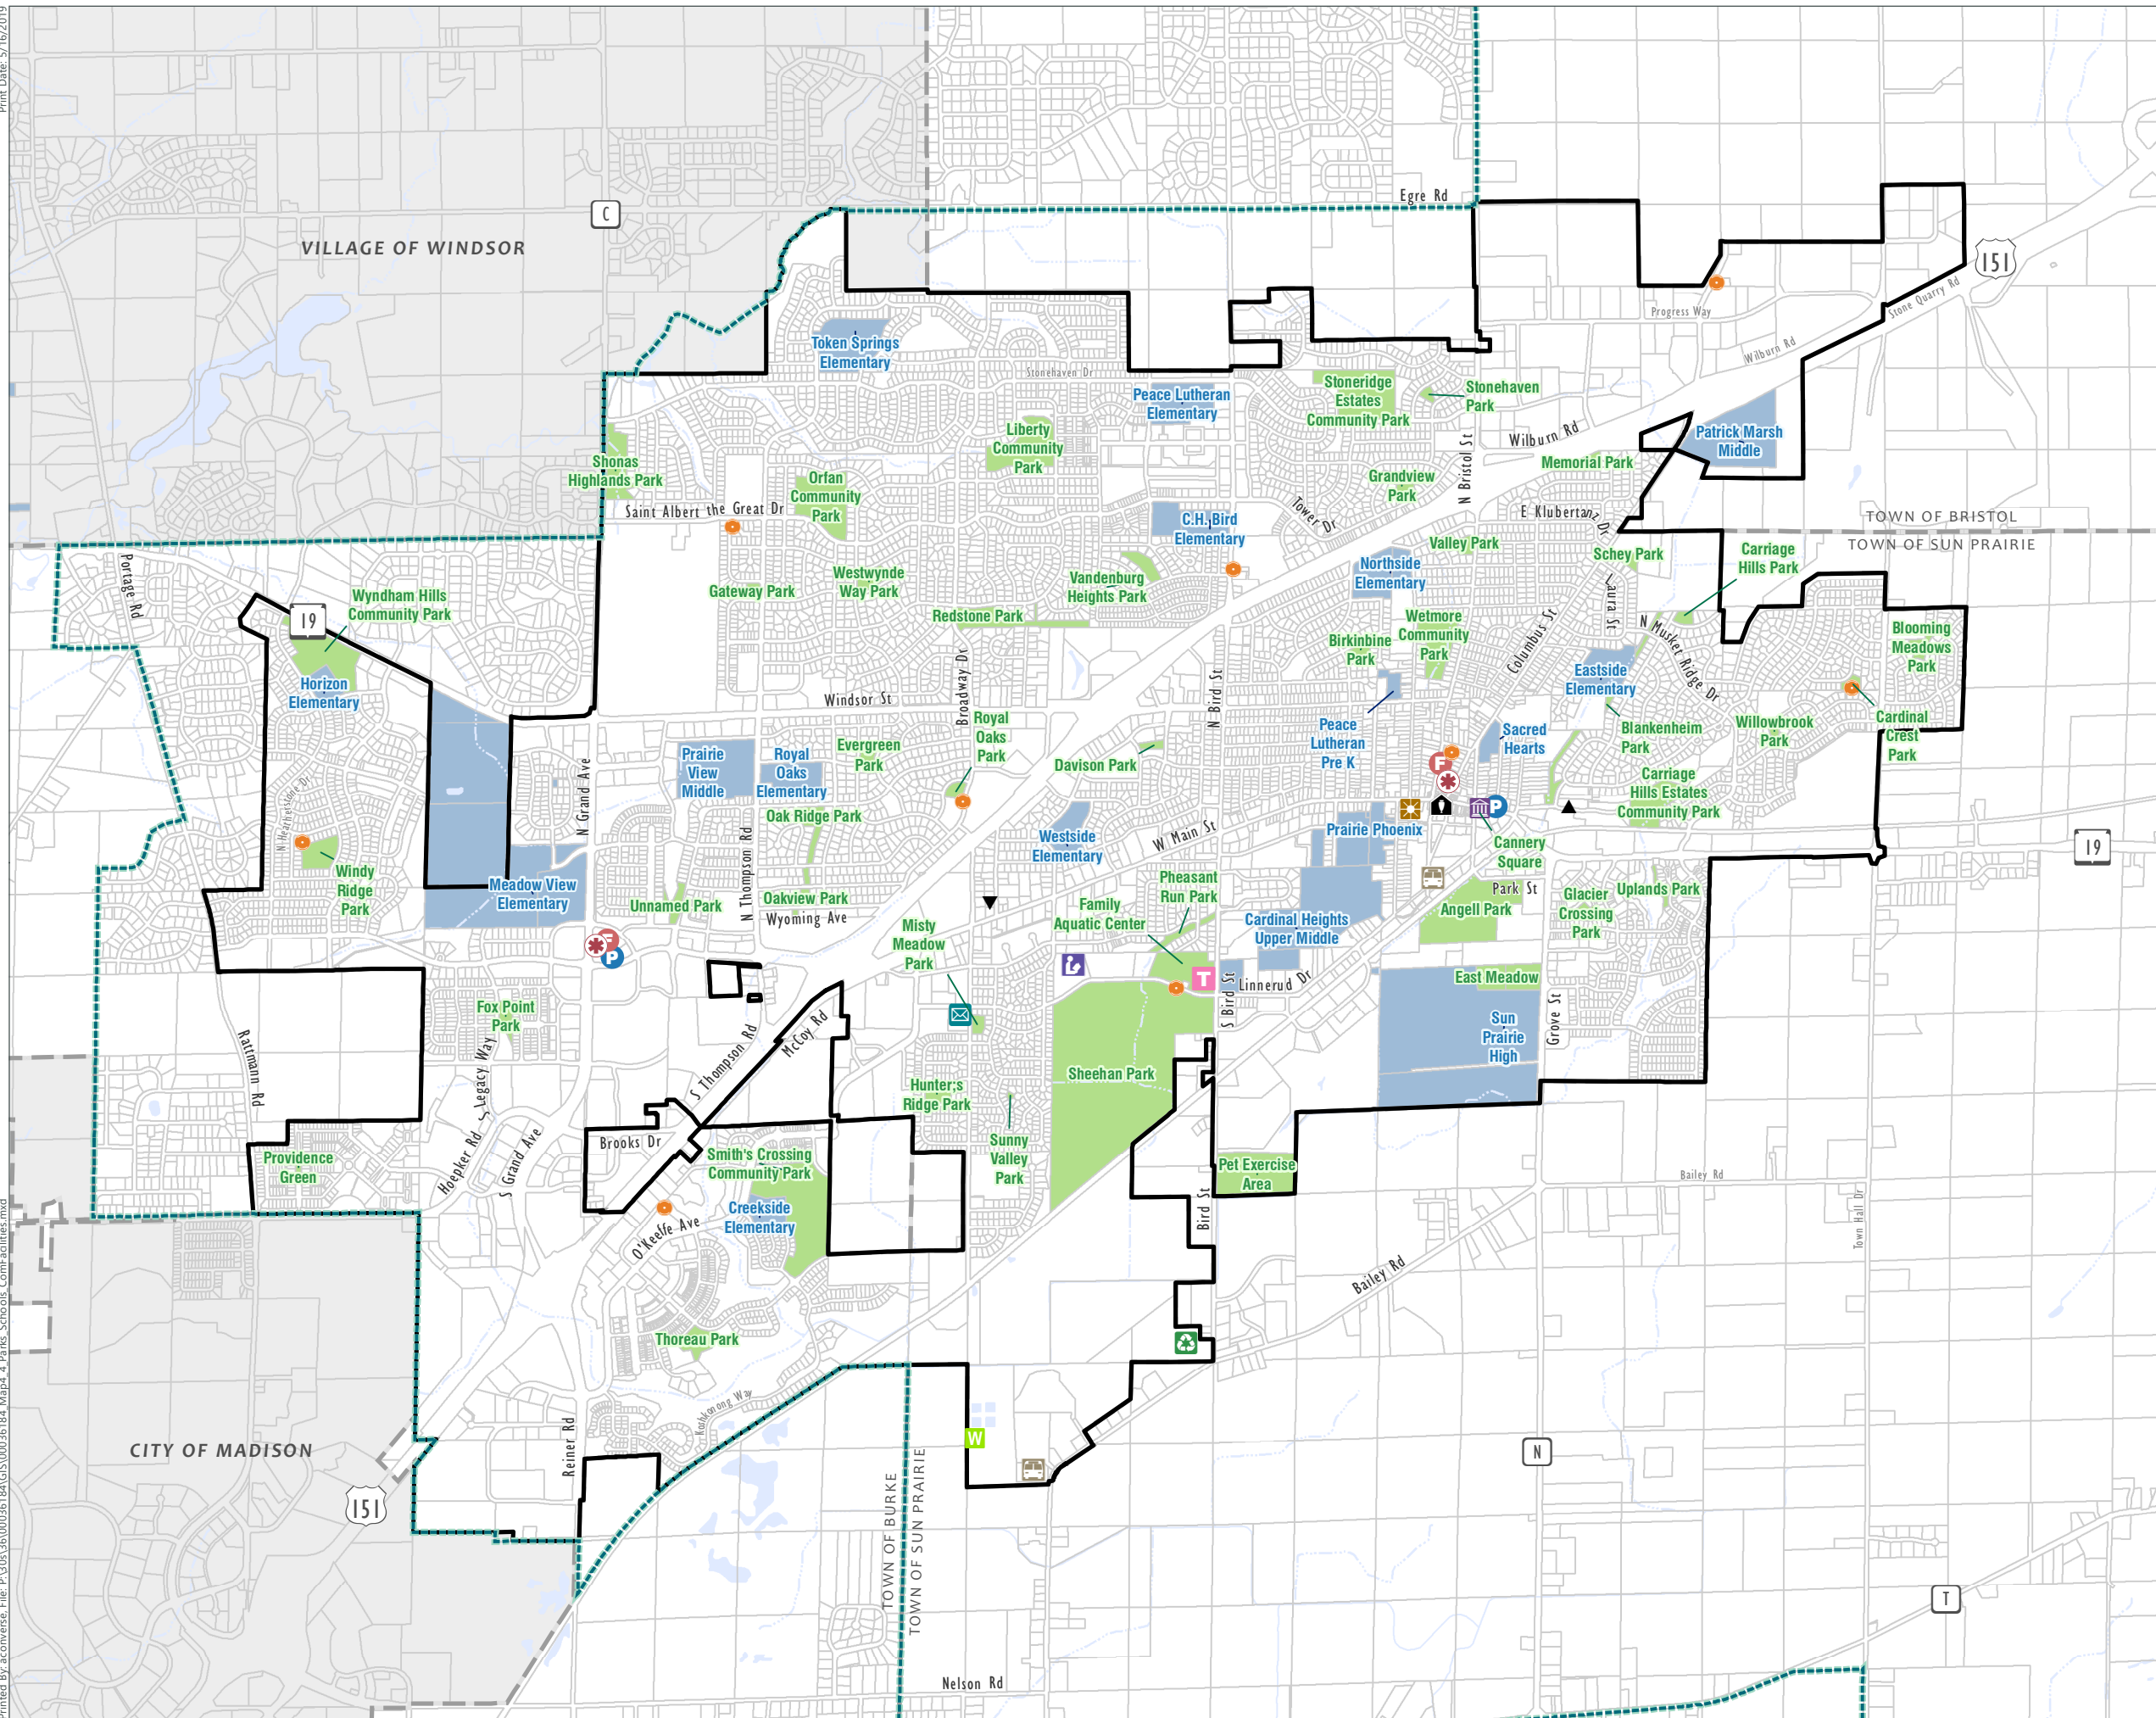 Print Date: 5/16/2019
Egre Rd
C
VILLAGE OF WINDSOR
151
Progress Way
Stone Quarry Rd
Token Springs
Elementary
Wilburn Rd
Stonehaven Dr
Peace Lutheran
Elementary
Stoneridge
Estates
Community Park
Stonehaven
Park
Liberty
Community
Park
Wilburn Rd
Patrick Marsh
Middle
N Bristol St
Shonas
Highlands Park
Orfan
Community
Park
Grandview
Park
Memorial Park
Saint Albert the Great Dr
Tower Dr
C.H. Bird
Elementary
TOWN OF BRISTOL
TOWN OF SUN PRAIRIE
Valley Park
Schey Park
Carriage
Hills Park
Portage Rd
Northside
Elementary
Westwynde
Way Park
Gateway Park
Vandenburg
Heights Park
Wyndham Hills
Community Park
19
Redstone Park
Laura St
Wetmore
Community
Park
Birkinbine
Park
Columbus St
N Musket Ridge Dr
Blooming
Meadows
Park
Horizon
Elementary
Eastside
Elementary
Windsor St
Broadway Dr
N Bird St
Royal
Oaks
Park
Peace
Lutheran
Pre K
Sacred
Hearts
Blankenheim
Park
Willowbrook
Park
Cardinal
Crest
Park
Prairie
View
Middle
Royal
Oaks
Elementary
Evergreen
Park
Davison Park
F
N Grand Ave
N Heatherstone Dr
Carriage
Hills Estates
Community Park
P
Oak Ridge Park
Westside
Elementary
W Main St
Prairie Phoenix
Cannery
Square
19
N Thompson Rd
Windy
Ridge
Park
Meadow View
Elementary
Unnamed Park
Oakview Park
Wyoming Ave
Pheasant
Run Park
Family
Aquatic Center
Park St
Angell Park
Glacier
Crossing
Park
Uplands Park
Misty
Meadow
Park
Cardinal Heights
Upper Middle
F
P
T
S Bird St
Linnerud Dr
East Meadow
Fox Point
Park
Sun
Prairie
High
Grove St
McCoy Rd
S Thompson Rd
Rattmann Rd
S Legacy Way
Sheehan Park
Hunter;s
Ridge Park
Brooks Dr
Sunny
Valley
Park
Providence
Green
Hoepker Rd
S Grand Ave
Smith's Crossing
Community Park
Pet Exercise
Area
Bailey Rd
Creekside
Elementary
O'Keeffe Ave
Bird St
Town Hall Dr
Bailey Rd
Thoreau Park
Koshkonong Way
CITY OF MADISON
Reiner Rd
W
N
151
TOWN OF BURKE
TOWN OF SUN PRAIRIE
T
Nelson Rd